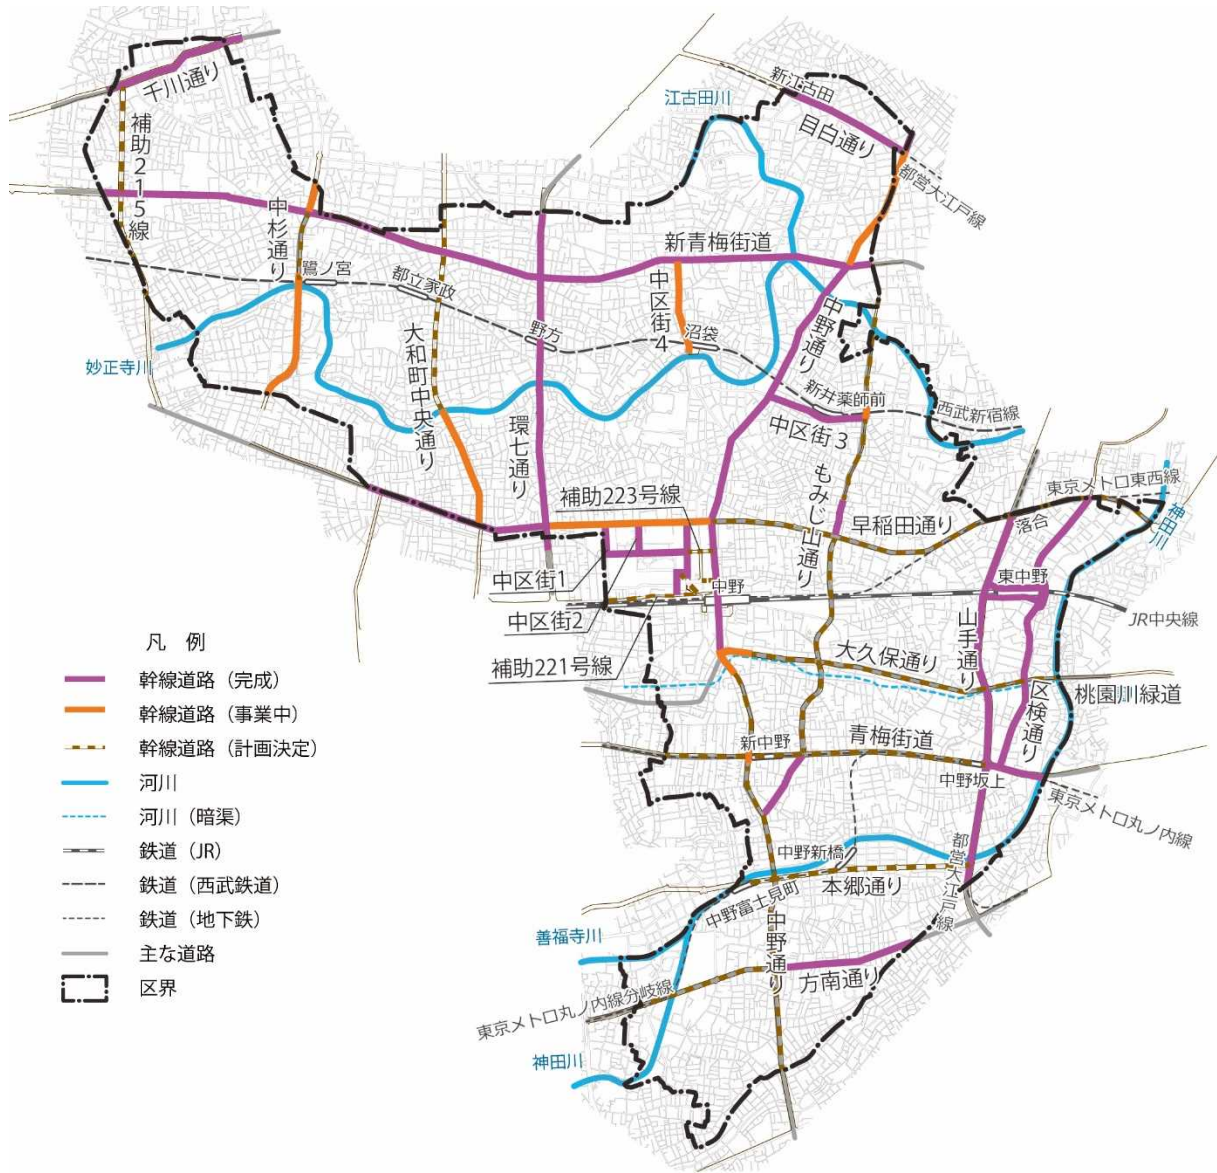 千川通り
補助215線
中杉通り
鷺ノ宮
都立家政
大和町中央通り
妙正寺川
江古田川
新江古田
目白通り
都営大江戸線
新青梅街道
中区街4
沼袋
野方
環七通り
中野通り
新井薬師前
西武新宿線
中区街3
もみじ山通り
補助223号線
早稲田通り
東京メトロ東西線
落合
神田川
中区街1
中区街2
中野
東中野
JR中央線
補助221号線
大久保通り
山手通り
区検通り
桃園川緑道
新中野
青梅街道
中野坂上
東京メトロ丸ノ内線
中野新橋
都営大江戸線
本郷通り
中野富士見町
善福寺川
中野通り
方南通り
東京メトロ丸ノ内線分岐線
神田川
凡 例
幹線道路(完成)
幹線道路(事業中)
幹線道路(計画決定)
河川
河川(暗渠)
鉄道(JR)
鉄道(西武鉄道)
鉄道(地下鉄)
主な道路
区界